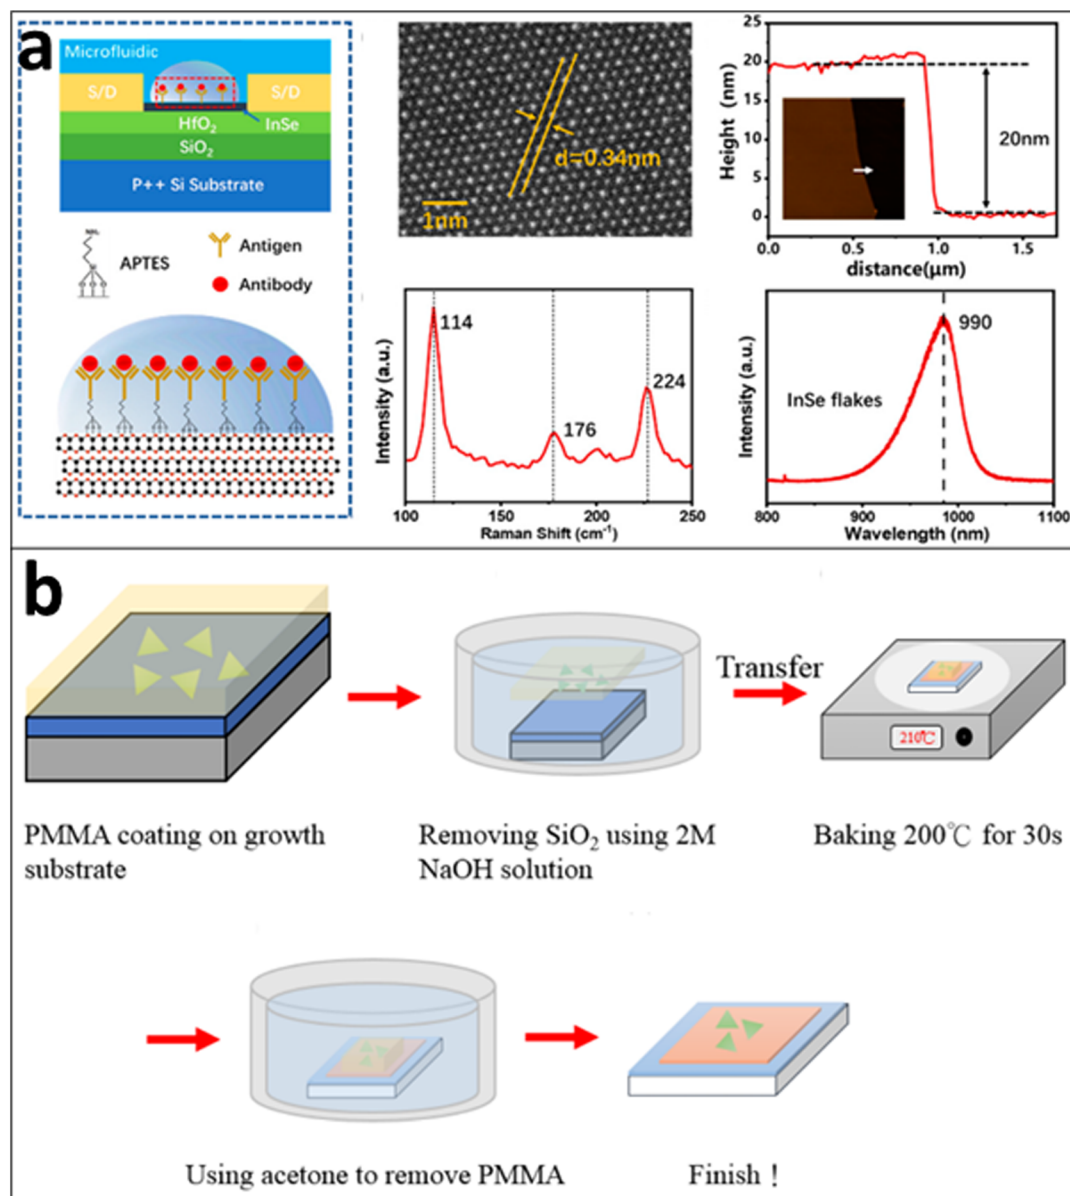 a
Microfluidic
S/D
S/D
HfO₂
InSe
SiO₂
P++ Si Substrate
NH₂
APTES
Antigen
Antibody
d=0.34nm
1nm
Height (nm)
25
20
15
10
5
0
20nm
0.0
0.5
1.0
1.5
distance(μm)
Intensity (a.u.)
114
176
224
100
150
200
250
Raman Shift (cm⁻¹)
Intensity (a.u.)
990
InSe flakes
800
900
1000
1100
Wavelength (nm)
b
Transfer
210℃
PMMA coating on growth
substrate
Removing SiO₂ using 2M
NaOH solution
Baking 200℃ for 30s
Using acetone to remove PMMA
Finish！